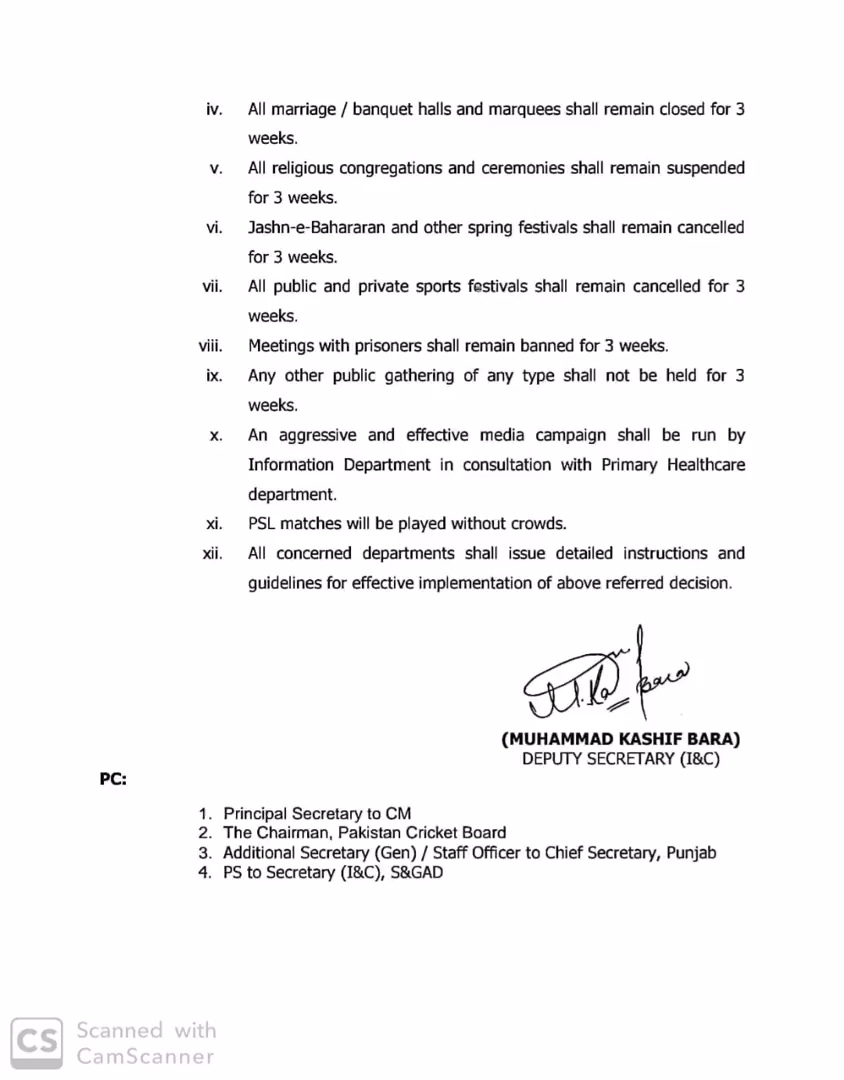 iv. All marriage / banquet halls and marquees shall remain closed for 3
weeks.
v. All religious congregations and ceremonies shall remain suspended
for 3 weeks.
vi. Jashn-e-Bahararan and other spring festivals shall remain cancelled
for 3 weeks.
vii. All public and private sports festivals shall remain cancelled for 3
weeks.
viii. Meetings with prisoners shall remain banned for 3 weeks.
ix. Any other public gathering of any type shall not be held for 3
weeks.
x. An aggressive and effective media campaign shall be run by
Information Department in consultation with Primary Healthcare
department.
xi. PSL matches will be played without crowds.
xii. All concerned departments shall issue detailed instructions and
guidelines for effective implementation of above referred decision.
Bara
(MUHAMMAD KASHIF BARA)
DEPUTY SECRETARY (I&C)
PC:
1. Principal Secretary to CM
2. The Chairman, Pakistan Cricket Board
3. Additional Secretary (Gen) / Staff Officer to Chief Secretary, Punjab
4. PS to Secretary (I&C), S&GAD
CS Scanned with
CamScanner